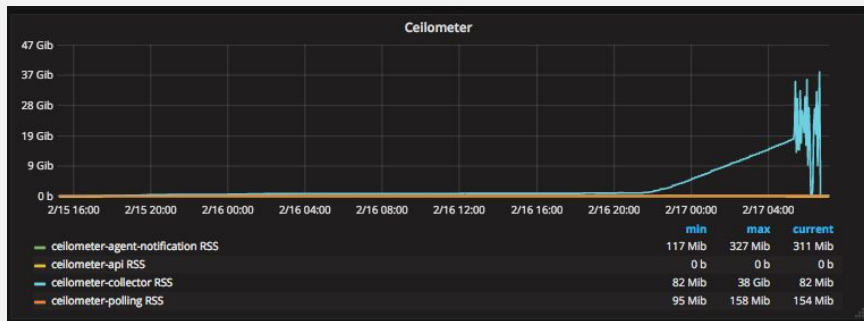 Ceilometer
47 Gib
37 Gib
28 Gib
19 Gib
9 Gib
0 b
2/15 16:00 2/15 20:00 2/16 00:00 2/16 04:00 2/16 08:00 2/16 12:00 2/16 16:00 2/16 20:00 2/17 00:00 2/17 04:00
min max current
ceilometer-agent-notification RSS 117 Mib 327 Mib 311 Mib
ceilometer-api RSS 0 b 0 b 0 b
ceilometer-collector RSS 82 Mib 38 Gib 82 Mib
ceilometer-polling RSS 95 Mib 158 Mib 154 Mib